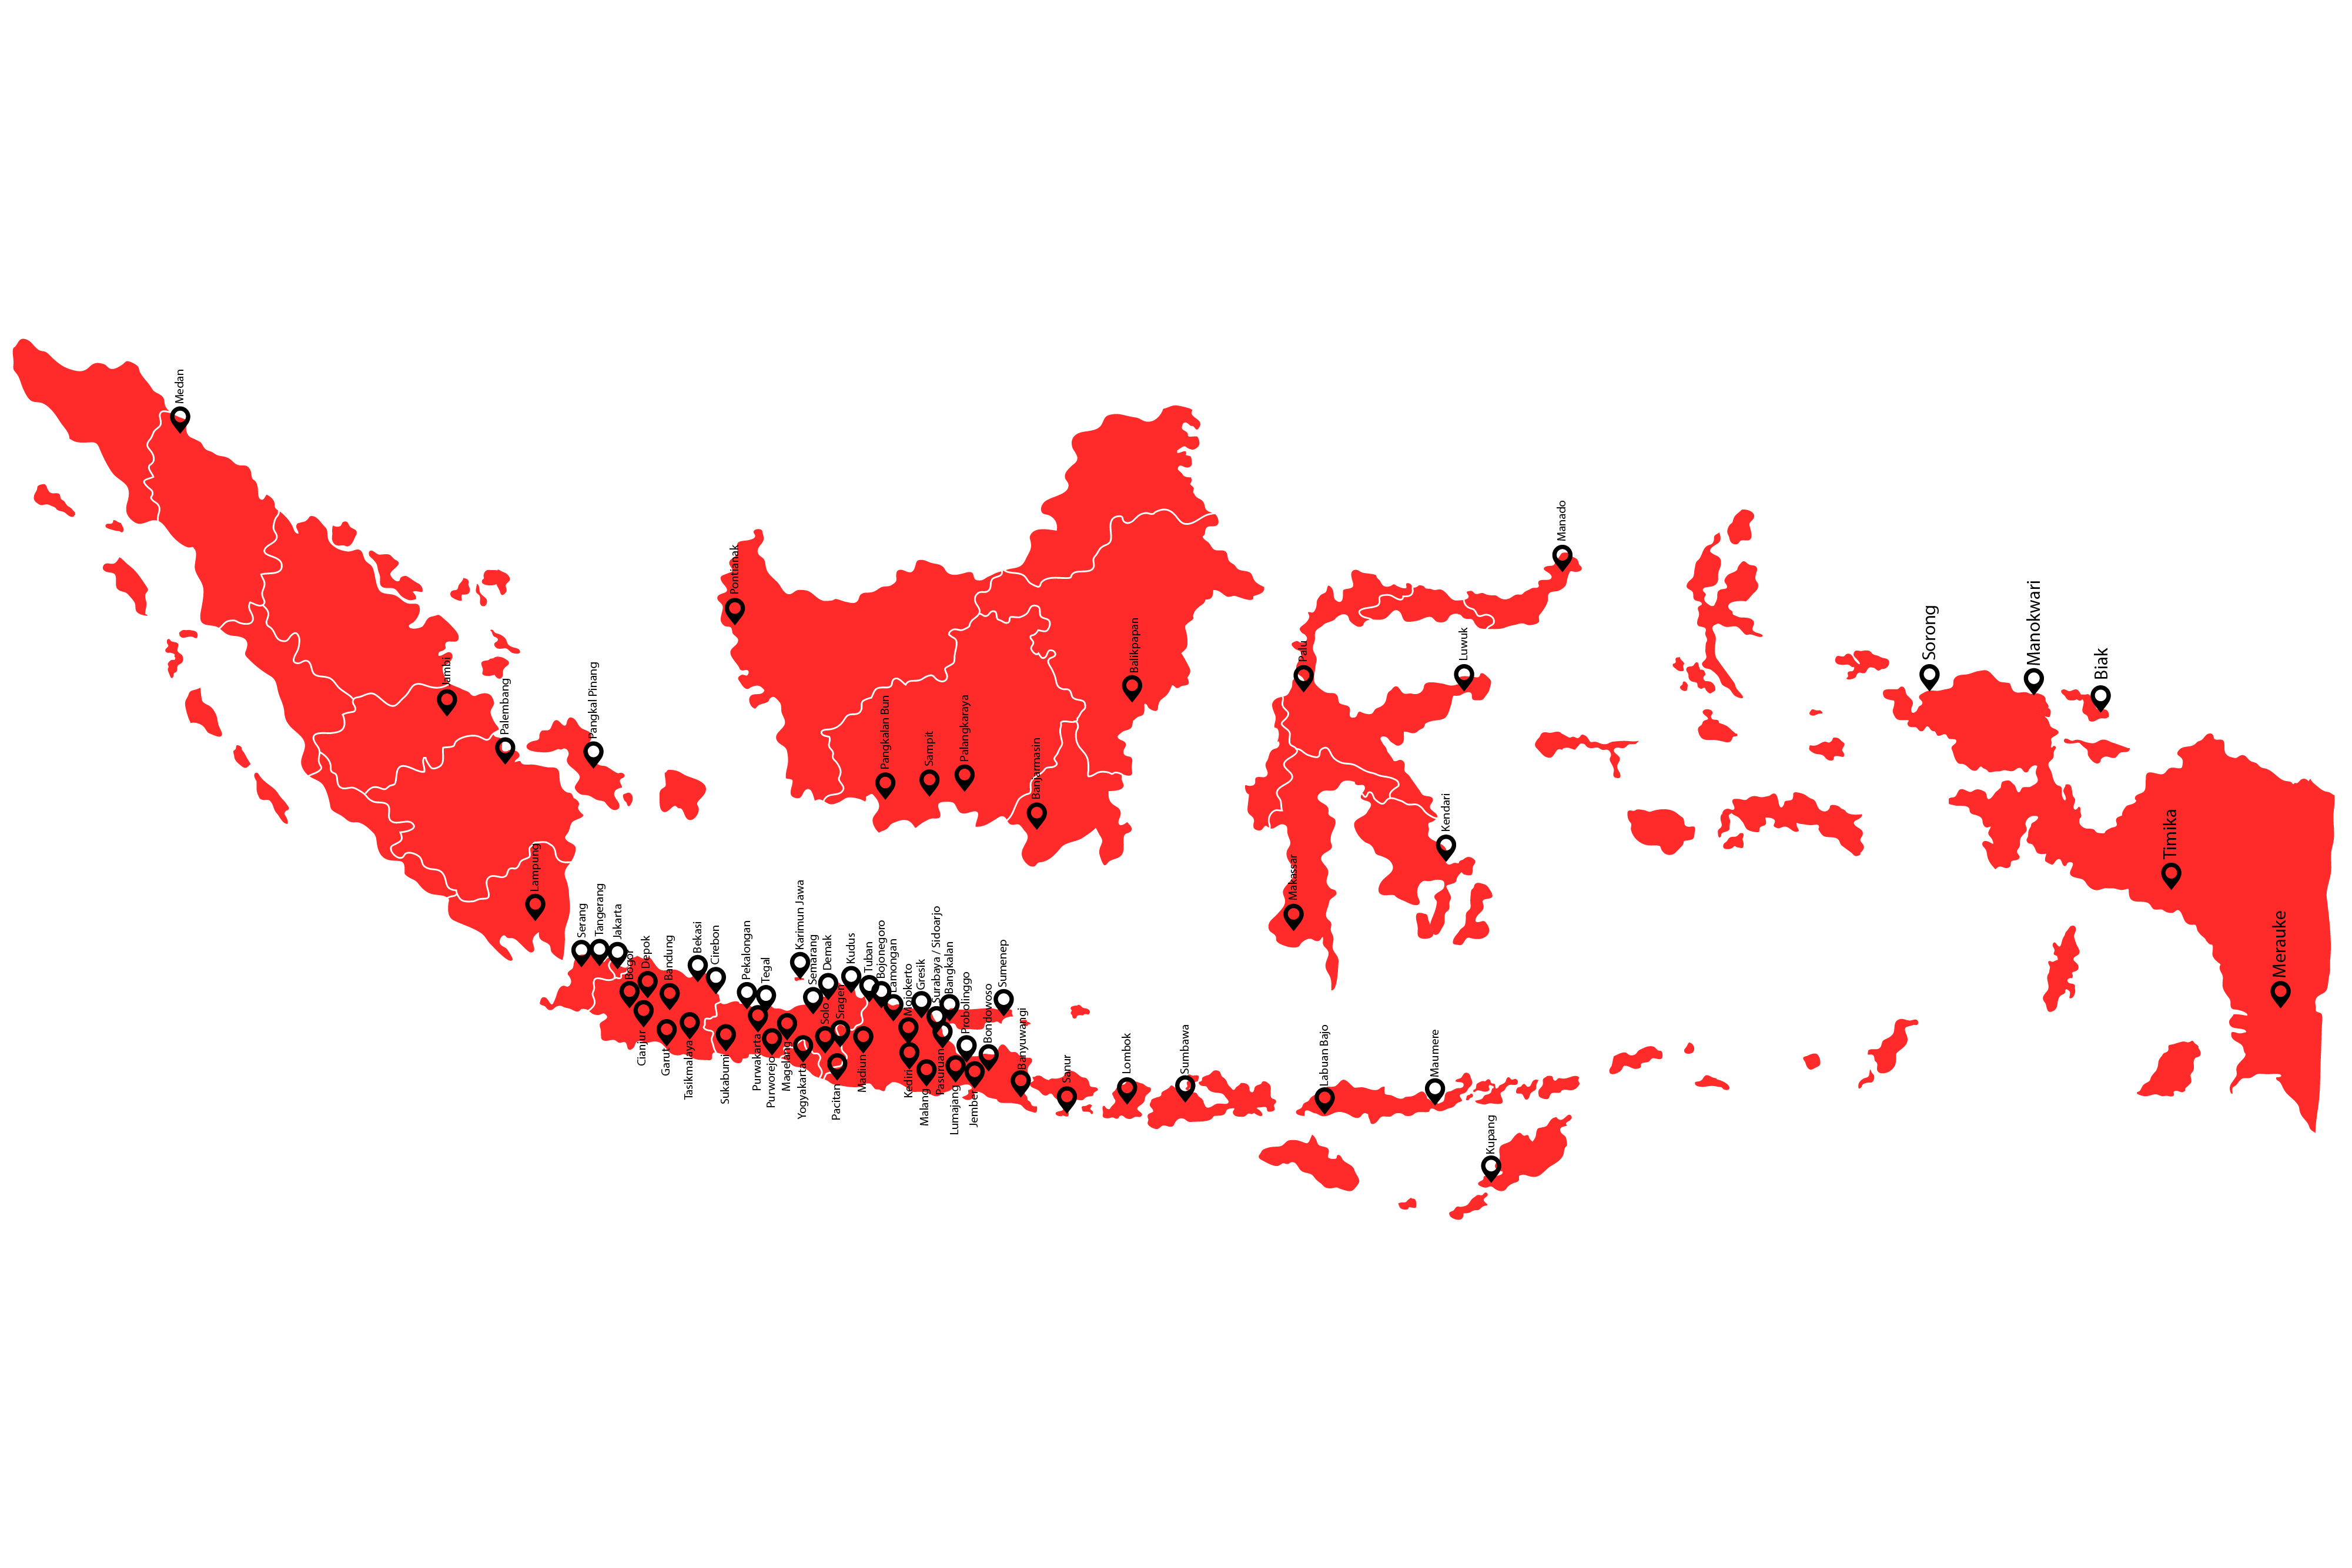 Medan
Jambi
Palembang
Pangkal Pinang
Lampung
Pontianak
Pangkalan Bun
Sampit
Palangkaraya
Banjarmasin
Balikpapan
Palu
Luwuk
Manado
Kendari
Makassar
Sorong
Manokwari
Biak
Timika
Merauke
Serang
Tangerang
Jakarta
Bogor
Depok
Bandung
Bekasi
Cirebon
Pekalongan
Tegal
Karimun Jawa
Semarang
Demak
Solo
Sragen
Kudus
Tuban
Bojonegoro
Lamongan
Mojokerto
Gresik
Surabaya / Sidoarjo
Bangkalan
Probolinggo
Bondowoso
Sumenep
Banyuwangi
Cianjur
Garut
Tasikmalaya
Sukabumi
Purwakarta
Purworejo
Magelang
Yogyakarta
Pacitan
Madiun
Kediri
Malang
Pasuruan
Lumajang
Jember
Sanur
Lombok
Sumbawa
Labuan Bajo
Maumere
Kupang